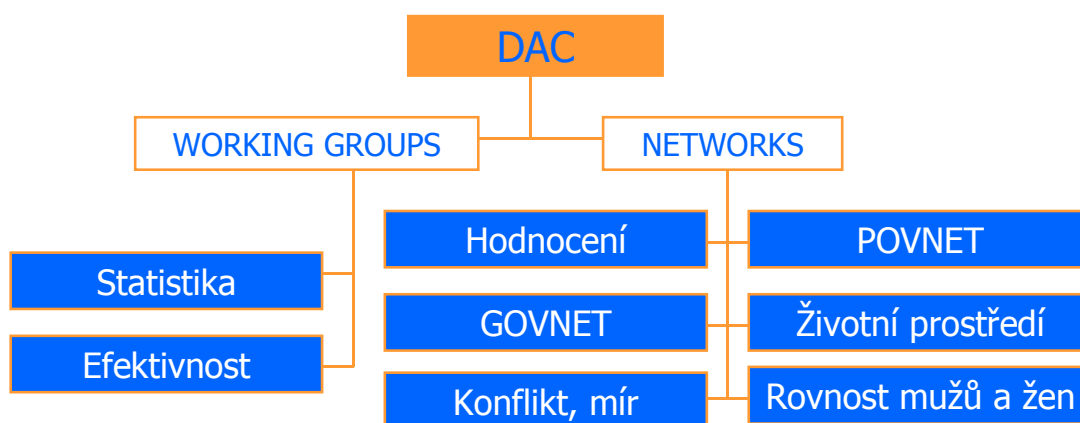 DAC
WORKING GROUPS
NETWORKS
Statistika
Efektivnost
Hodnocení
POVNET
GOVNET
Životní prostředí
Konflikt, mír
Rovnost mužů a žen